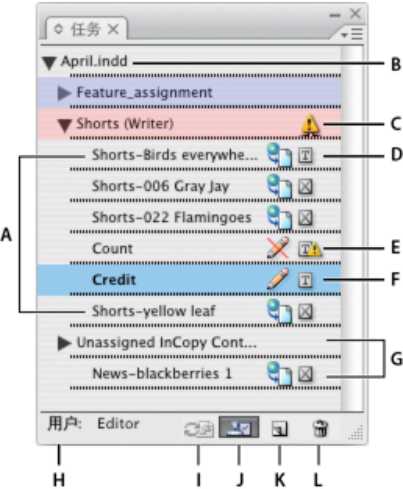 任务
April.indd
B
Feature_assignment
Shorts (Writer)
C
Shorts-Birds everywhe...
D
Shorts-006 Gray Jay
Shorts-022 Flamingoes
A
Count
E
Credit
F
Shorts-yellow leaf
Unassigned InCopy Cont...
G
News-blackberries 1
用户: Editor
H I J K L